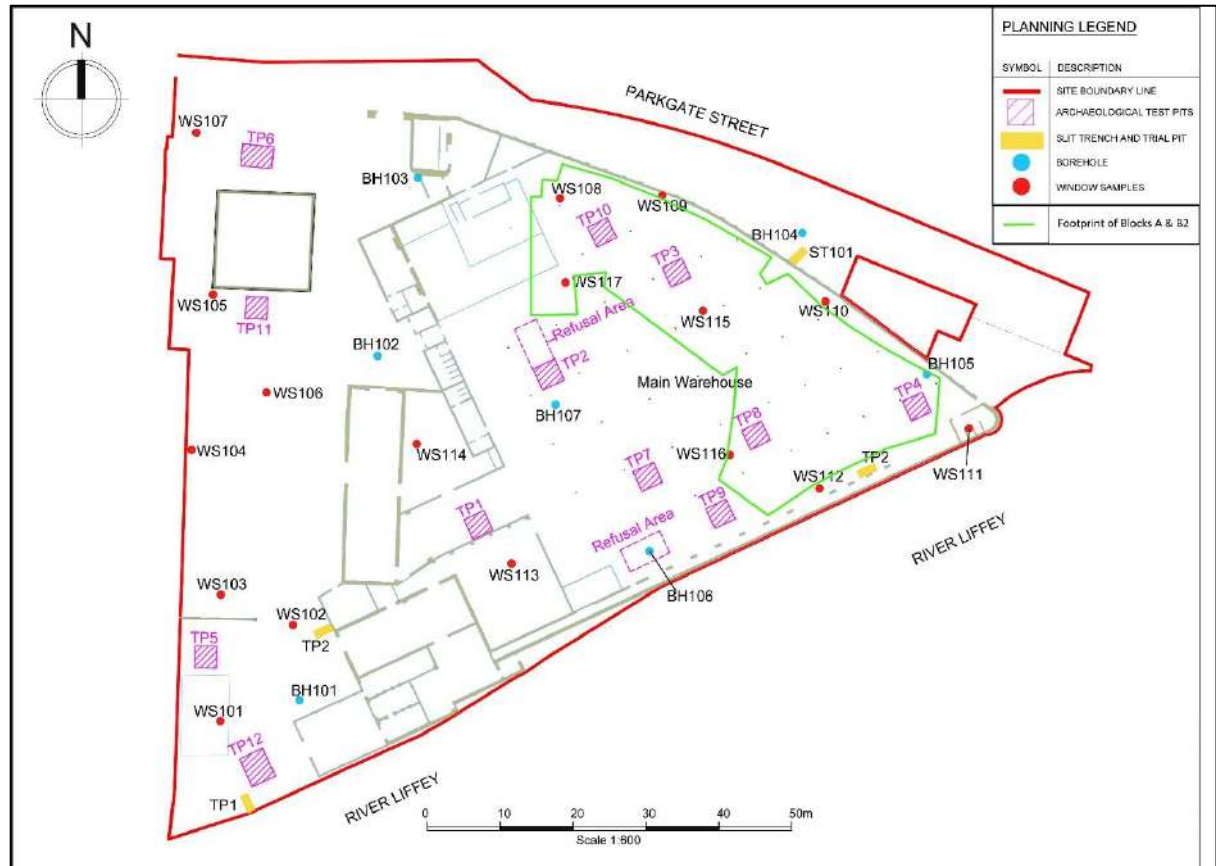 N
PLANNING LEGEND
SYMBOL DESCRIPTION
SITE BOUNDARY LINE
ARCHAEOLOGICAL TEST PITS
SLIT TRENCH AND TRIAL PIT
BOREHOLE
WINDOW SAMPLES
Footprint of Blocks A & B2
PARKGATE STREET
WS107
TP6
BH103
WS108
WS109
TP10
BH104
ST101
TP3
WS105
TP11
WS117
WS115
WS110
Refusal Area
BH102
TP2
BH105
Main Warehouse
WS106
BH107
TP4
TP8
WS104
WS114
WS116
TP7
TP2
WS111
WS112
TP9
TP1
Refusal Area
RIVER LIFFEY
WS113
WS103
BH106
WS102
TP5
TP2
BH101
WS101
TP12
TP1
RIVER LIFFEY
0 10 20 30 40 50m
Scale 1:600